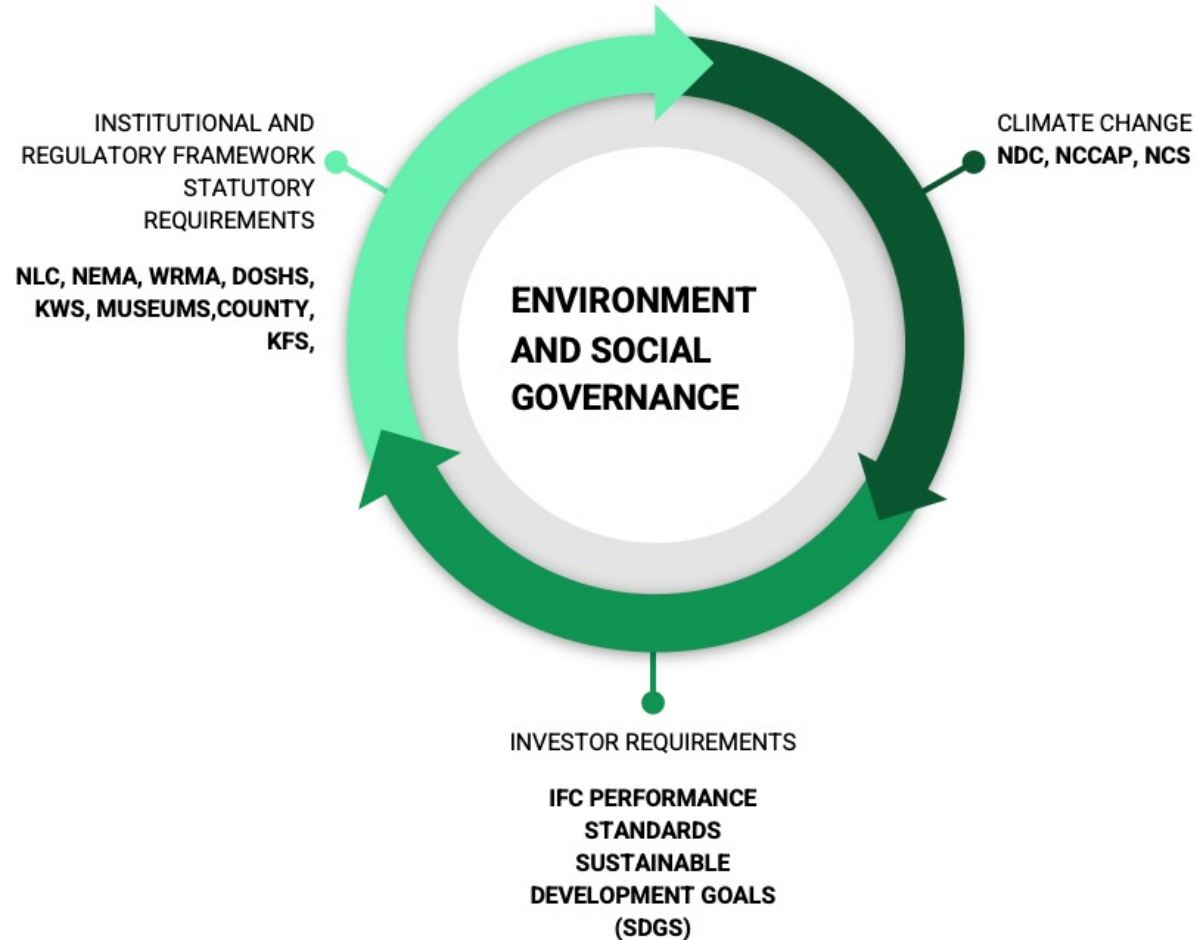 INSTITUTIONAL AND
REGULATORY FRAMEWORK
STATUTORY
REQUIREMENTS
NLC, NEMA, WRMA, DOSHS,
KWS, MUSEUMS,COUNTY,
KFS,
CLIMATE CHANGE
NDC, NCCAP, NCS
ENVIRONMENT
AND SOCIAL
GOVERNANCE
INVESTOR REQUIREMENTS
IFC PERFORMANCE
STANDARDS
SUSTAINABLE
DEVELOPMENT GOALS
(SDGS)